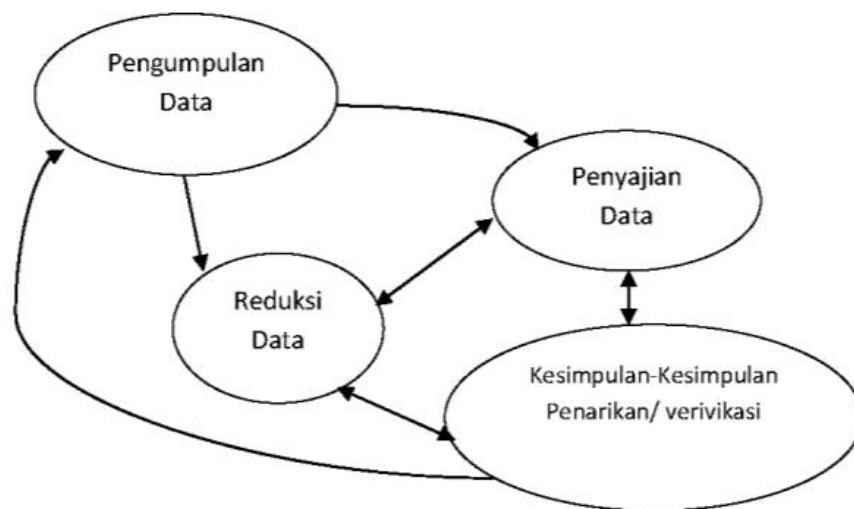 Pengumpulan
Data
Penyajian
Data
Reduksi
Data
Kesimpulan-Kesimpulan
Penarikan/ verivikasi